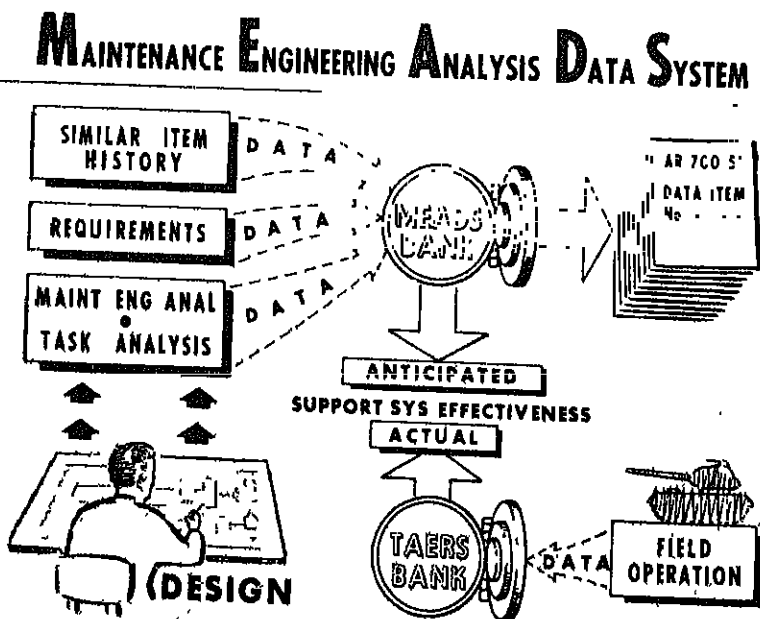 MAINTENANCE ENGINEERING ANALYSIS DATA SYSTEM
SIMILAR ITEM
HISTORY
DATA
REQUIREMENTS
DATA
MAINT ENG ANAL
•
TASK ANALYSIS
DATA
MEADS
BANK
DATA ITEM
No - - - -
ANTICIPATED
SUPPORT SYS EFFECTIVENESS
ACTUAL
TAERS
BANK
DATA
FIELD
OPERATION
DESIGN